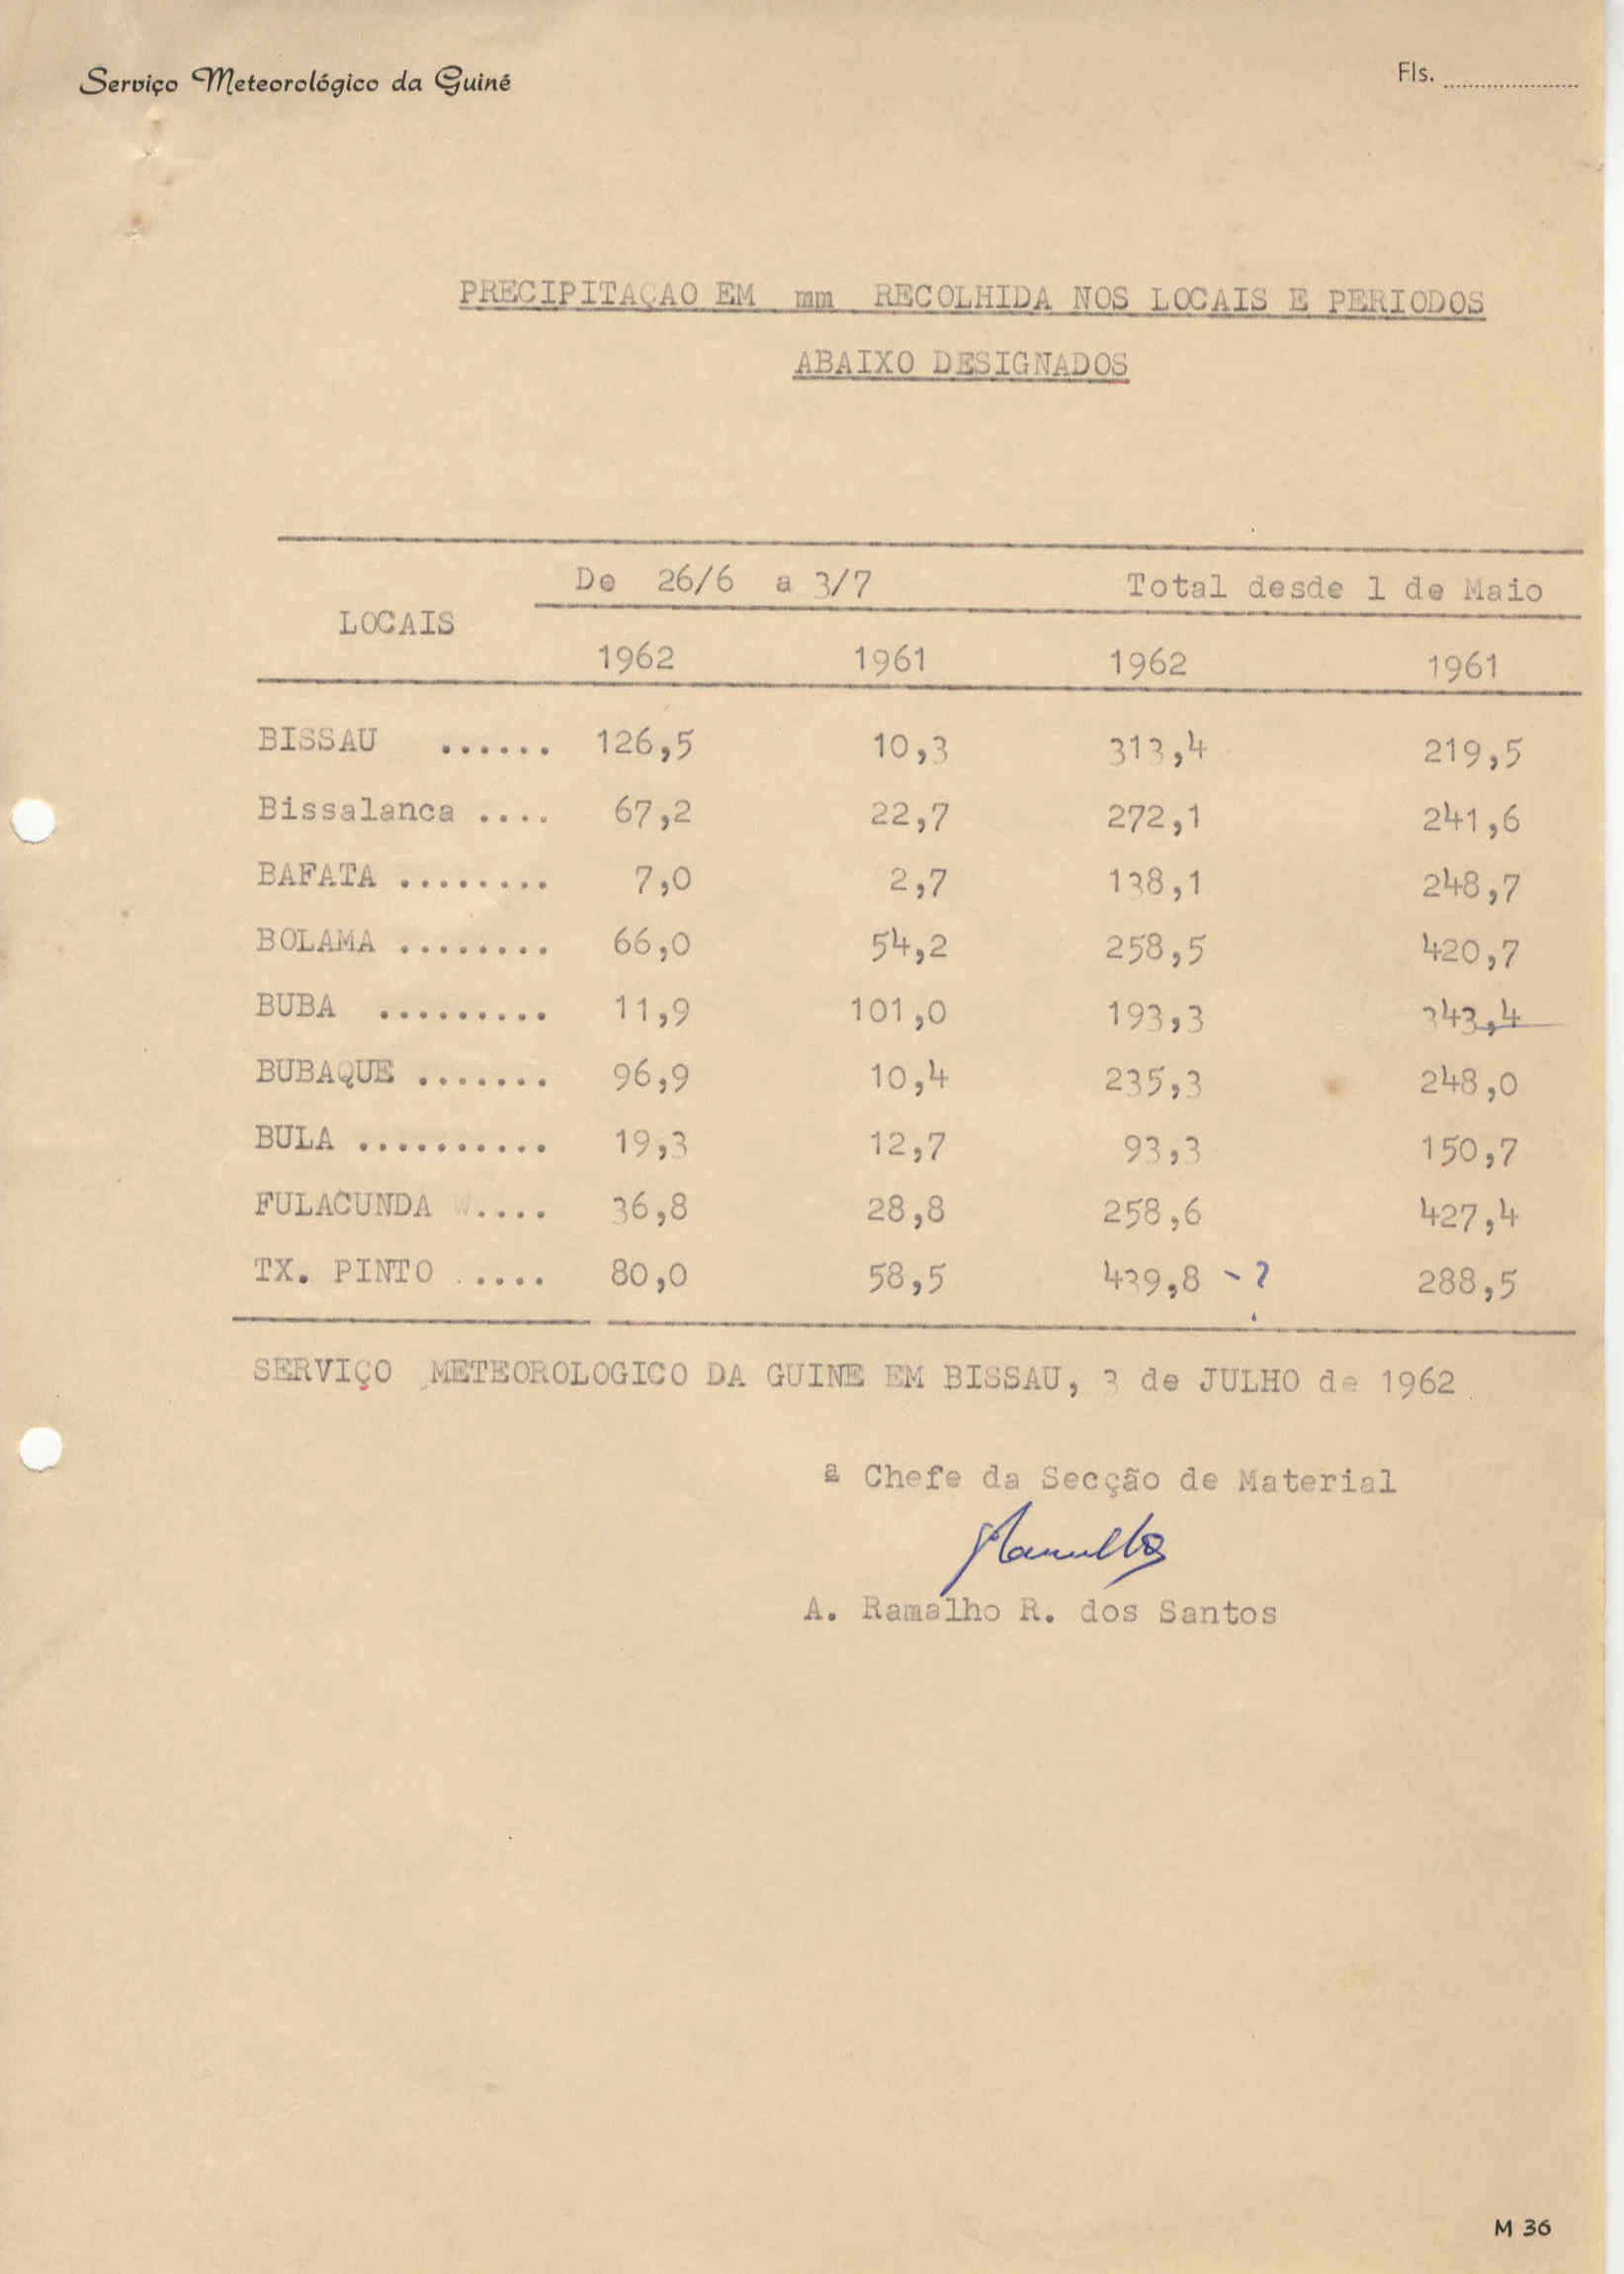 Serviço Meteorológico da Guiné
Fls. ......................
PRECIPITAÇAO EM mm RECOLHIDA NOS LOCAIS E PERIODOS
ABAIXO DESIGNADOS
De 26/6 a 3/7 Total desde 1 de Maio
LOCAIS
1962 1961 1962 1961
BISSAU ...... 126,5 10,3 313,4 219,5
Bissalanca .... 67,2 22,7 272,1 241,6
BAFATA ........ 7,0 2,7 138,1 248,7
BOLAMA ........ 66,0 54,2 258,5 420,7
BUBA ......... 11,9 101,0 193,3 343,4
BUBAQUE ....... 96,9 10,4 235,3 248,0
BULA .......... 19,3 12,7 93,3 150,7
FULACUNDA .... 36,8 28,8 258,6 427,4
TX. PINTO ..... 80,0 58,5 439,8 - ? 288,5
SERVIÇO METEOROLOGICO DA GUINE EM BISSAU, 3 de JULHO de 1962.
ª Chefe da Secção de Material
A. Ramalho R. dos Santos
M 36